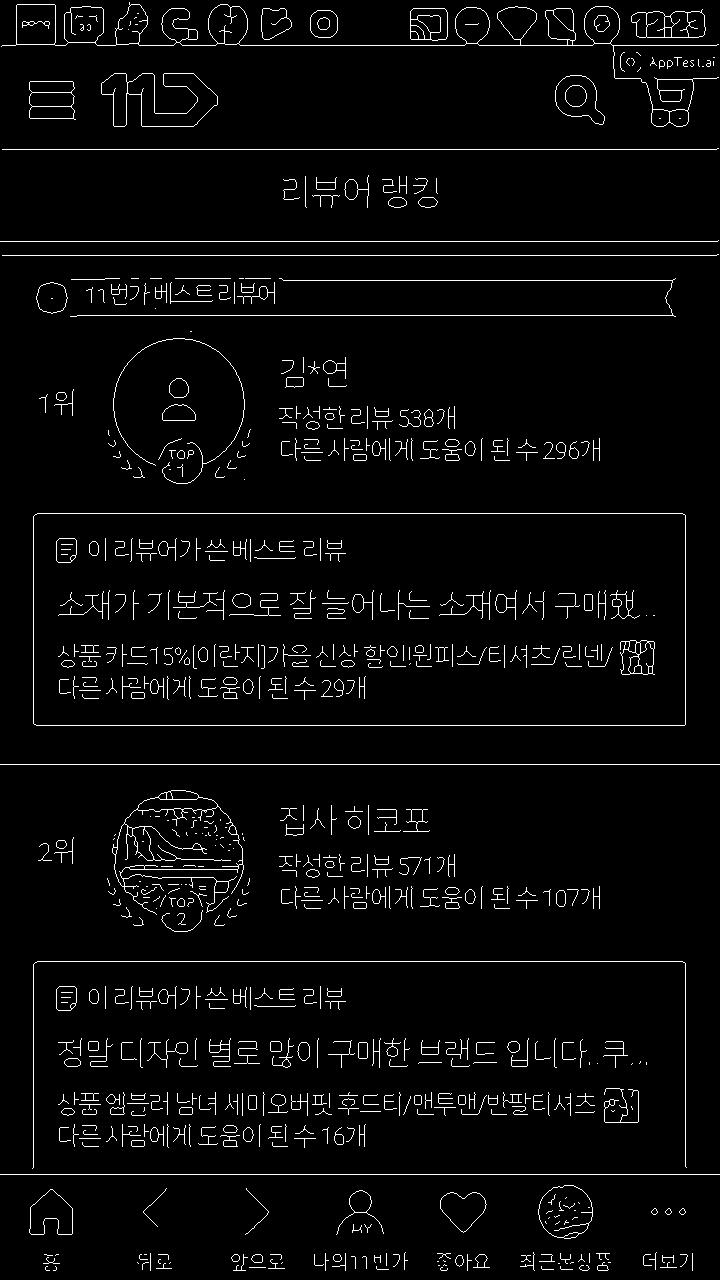 12:23
AppTest.ai
11
리뷰어 랭킹
11번가 베스트 리뷰어
1위
김*연
작성한 리뷰 538개
다른 사람에게 도움이 된 수 296개
TOP
1
이 리뷰어가 쓴 베스트 리뷰
소재가 기본적으로 잘 늘어나는 소재여서 구매했...
상품 카드15%[이란지]가을 신상 할인!원피스/티셔츠/린넨/
다른 사람에게 도움이 된 수 29개
2위
집사 히코포
작성한 리뷰 571개
다른 사람에게 도움이 된 수 107개
TOP
2
이 리뷰어가 쓴 베스트 리뷰
정말 디자인 별로 많이 구매한 브랜드 입니다..쿠...
상품 엠블러 남녀 세미오버핏 후드티/맨투맨/반팔티셔츠
다른 사람에게 도움이 된 수 16개
MY
홈 뒤로 앞으로 나의11번가 좋아요 최근본상품 더보기